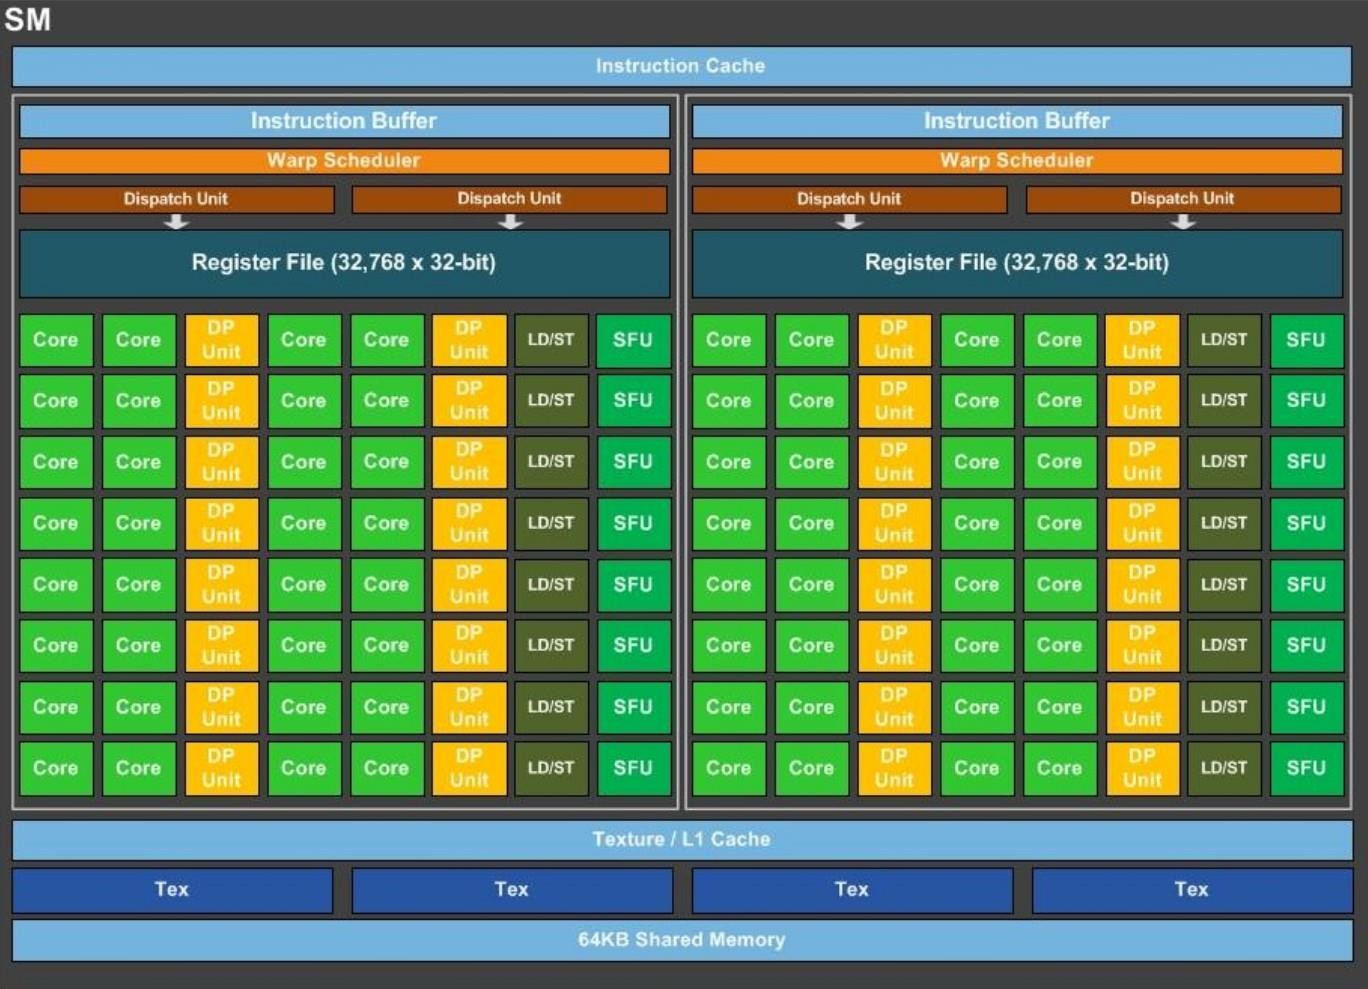 SM
Instruction Cache
Instruction Buffer Instruction Buffer
Warp Scheduler Warp Scheduler
Dispatch Unit Dispatch Unit Dispatch Unit Dispatch Unit
Register File (32,768 x 32-bit) Register File (32,768 x 32-bit)
Core Core DP Unit Core Core DP Unit LD/ST SFU Core Core DP Unit Core Core DP Unit LD/ST SFU
Core Core DP Unit Core Core DP Unit LD/ST SFU Core Core DP Unit Core Core DP Unit LD/ST SFU
Core Core DP Unit Core Core DP Unit LD/ST SFU Core Core DP Unit Core Core DP Unit LD/ST SFU
Core Core DP Unit Core Core DP Unit LD/ST SFU Core Core DP Unit Core Core DP Unit LD/ST SFU
Core Core DP Unit Core Core DP Unit LD/ST SFU Core Core DP Unit Core Core DP Unit LD/ST SFU
Core Core DP Unit Core Core DP Unit LD/ST SFU Core Core DP Unit Core Core DP Unit LD/ST SFU
Core Core DP Unit Core Core DP Unit LD/ST SFU Core Core DP Unit Core Core DP Unit LD/ST SFU
Core Core DP Unit Core Core DP Unit LD/ST SFU Core Core DP Unit Core Core DP Unit LD/ST SFU
Texture / L1 Cache
Tex Tex Tex Tex
64KB Shared Memory